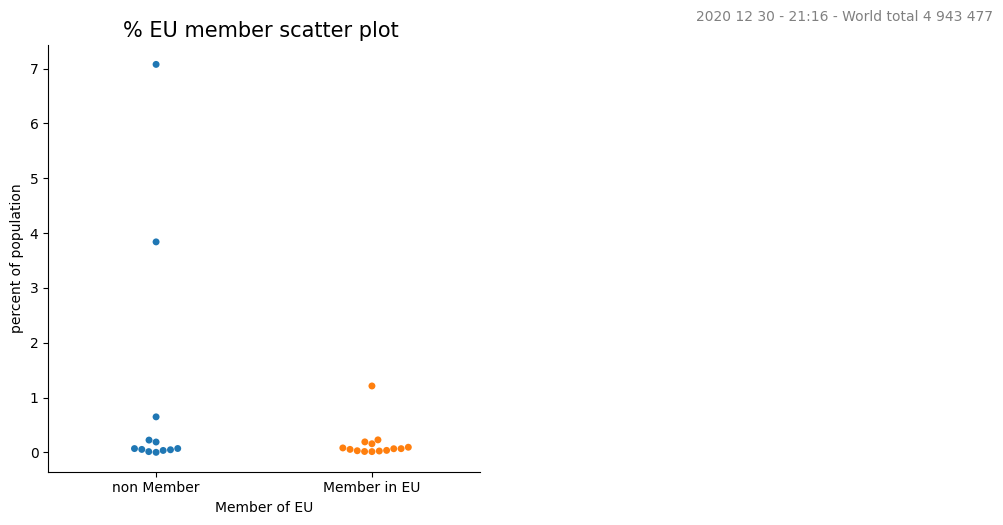 2020 12 30 - 21:16 - World total 4 943 477
% EU member scatter plot
7
6
5
4
3
2
1
0
percent of population
non Member
Member in EU
Member of EU